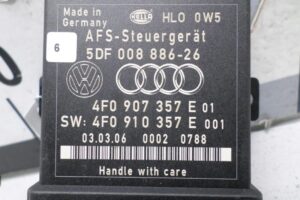 Made in
Germany
HELLA
HLO 0W5
AFS-Steuergerät
6
5DF 008 886-26
4F0 907 357 E 01
SW: 4F0 910 357 E 001
03.03.06 0002 0788
Handle with care